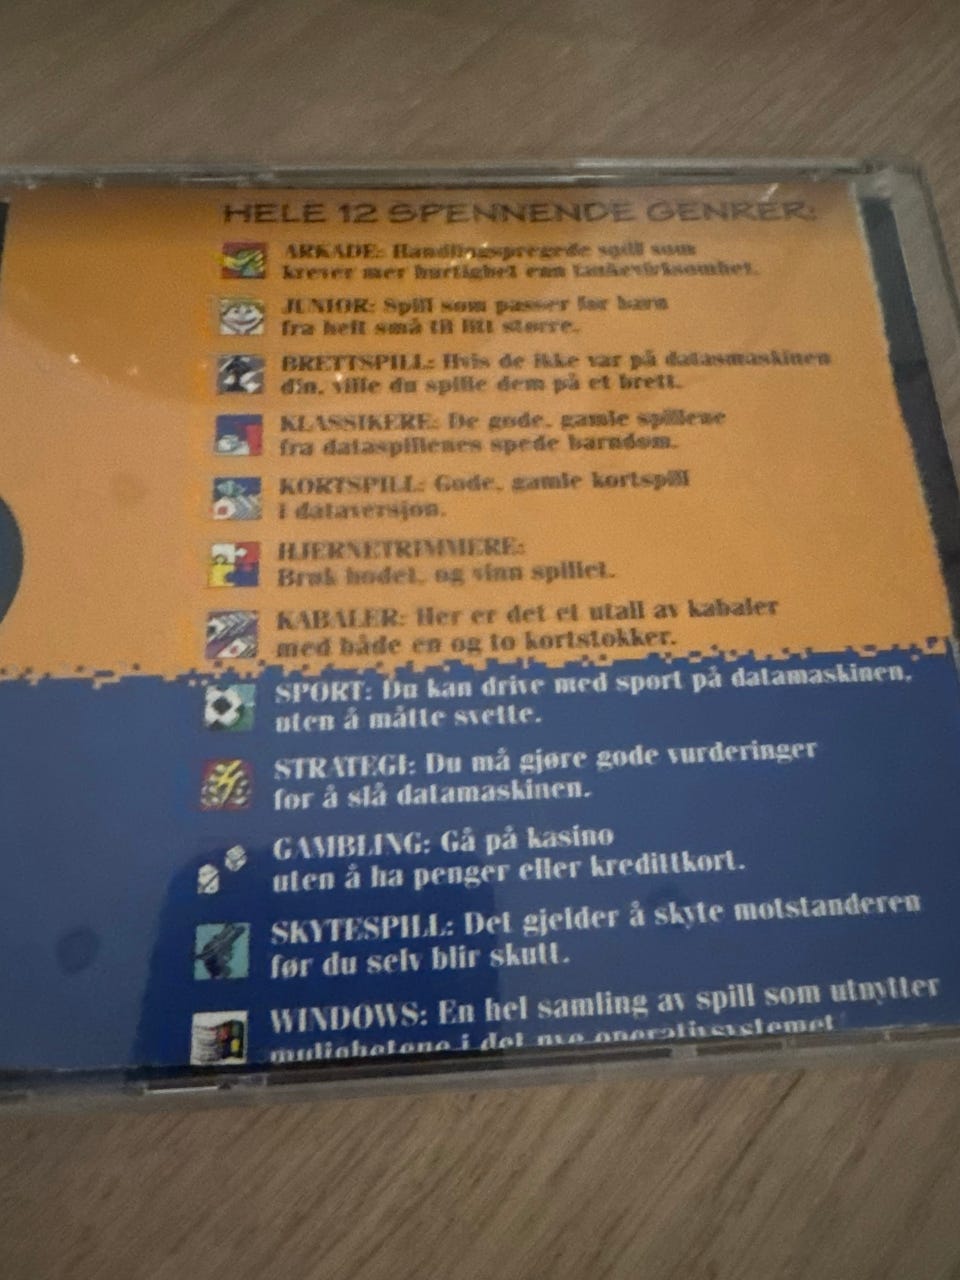 HELE 12 SPENNENDE GENRER:
ARKADE: Handlingspregede spill som
krever mer hurtighet enn tankevirksomhet.
JUNIOR: Spill som passer for barn
fra helt små til litt større.
BRETTSPILL: Hvis de ikke var på datasmaskinen
din, ville du spille dem på et brett.
KLASSIKERE: De gode, gamle spillene
fra dataspillenes spede barndom.
KORTSPILL: Gode, gamle kortspill
i dataversjon.
HJERNETRIMMERE:
Bruk hodet, og vinn spillet.
KABALER: Her er det et utall av kabaler
med både en og to kortstokker.
SPORT: Du kan drive med sport på datamaskinen,
uten å måtte svette.
STRATEGI: Du må gjøre gode vurderinger
for å slå datamaskinen.
GAMBLING: Gå på kasino
uten å ha penger eller kredittkort.
SKYTESPILL: Det gjelder å skyte motstanderen
før du selv blir skutt.
WINDOWS: En hel samling av spill som utnytter
mulighetene i det nye operativsystemet